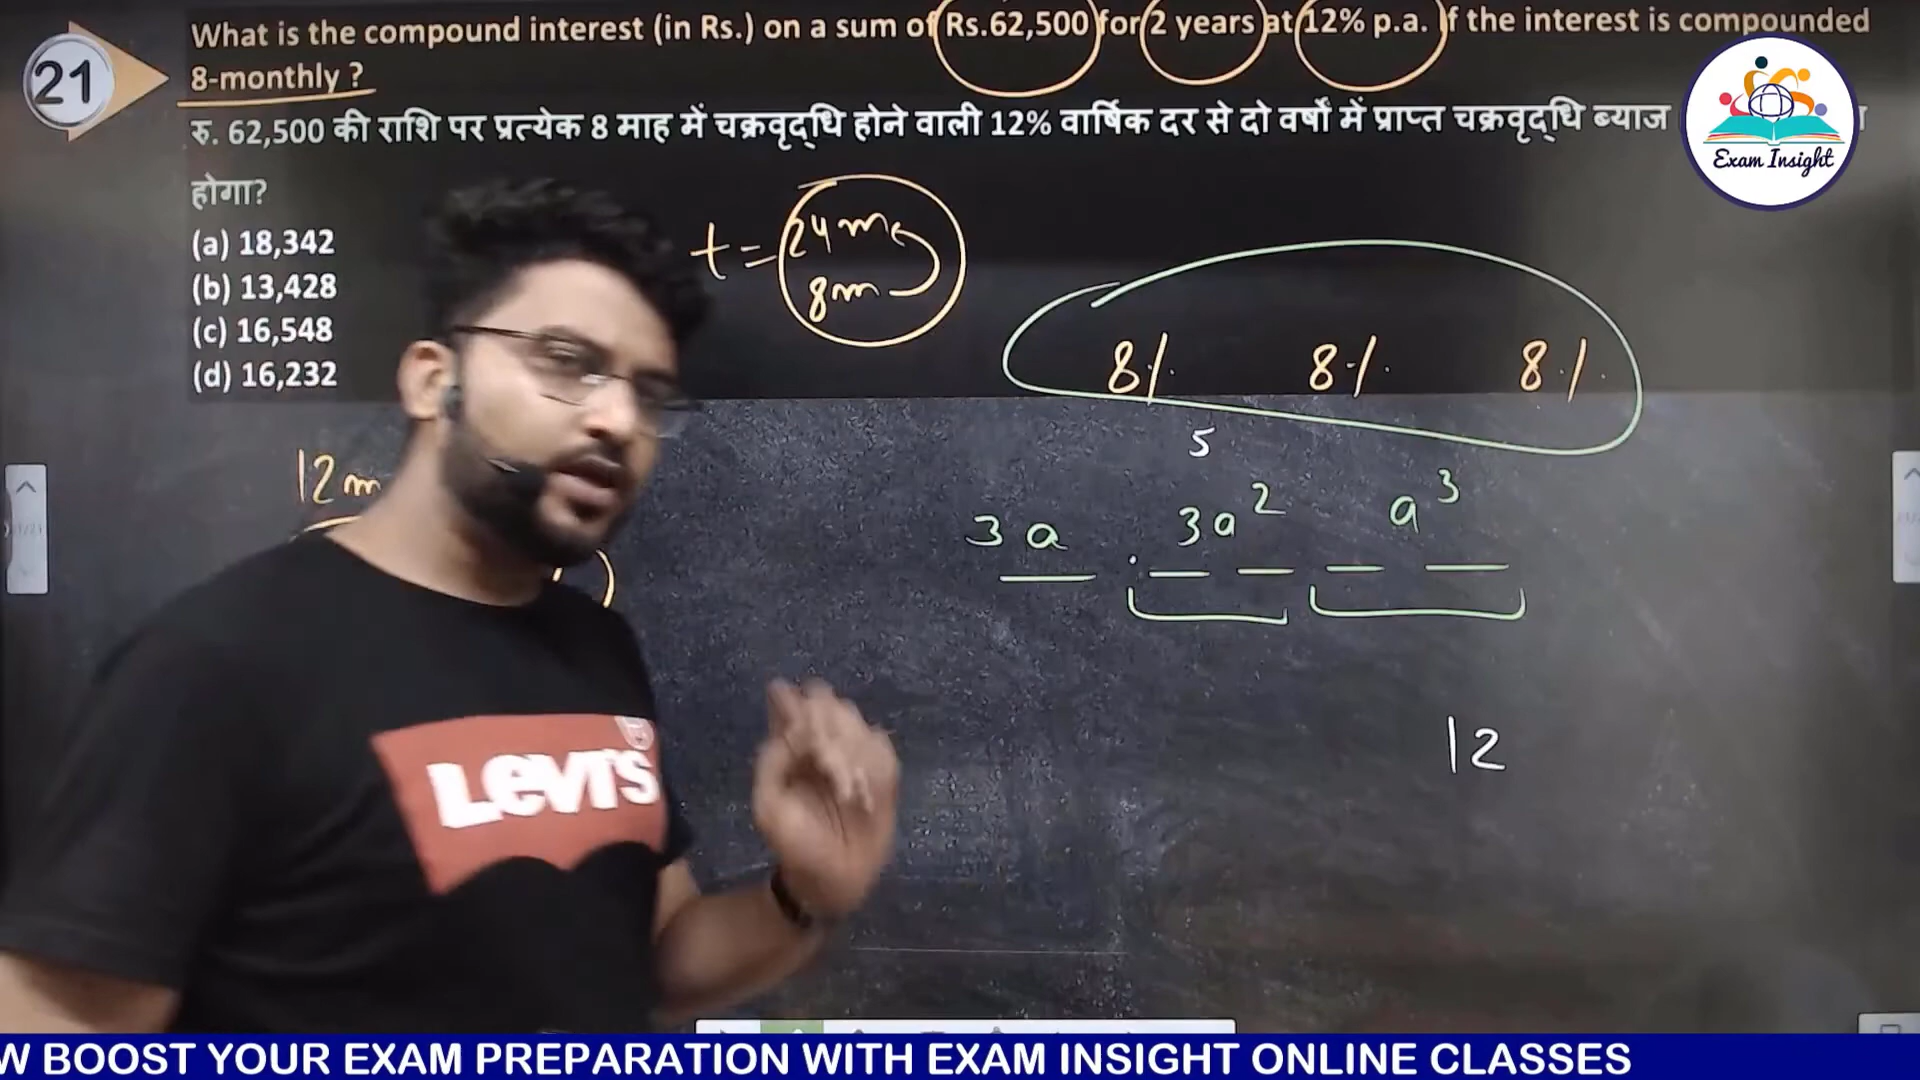 21
What is the compound interest (in Rs.) on a sum of Rs.62,500 for 2 years at 12% p.a. If the interest is compounded
8-monthly ?
रु. 62,500 की राशि पर प्रत्येक 8 माह में चक्रवृद्धि होने वाली 12% वार्षिक दर से दो वर्षों में प्राप्त चक्रवृद्धि ब्याज
होगा?
(a) 18,342
(b) 13,428
(c) 16,548
(d) 16,232
Exam Insight
t = 24m
8m
8% 8% 8%
5
12m
3a 3a² a³
12
Levi's
BOOST YOUR EXAM PREPARATION WITH EXAM INSIGHT ONLINE CLASSES